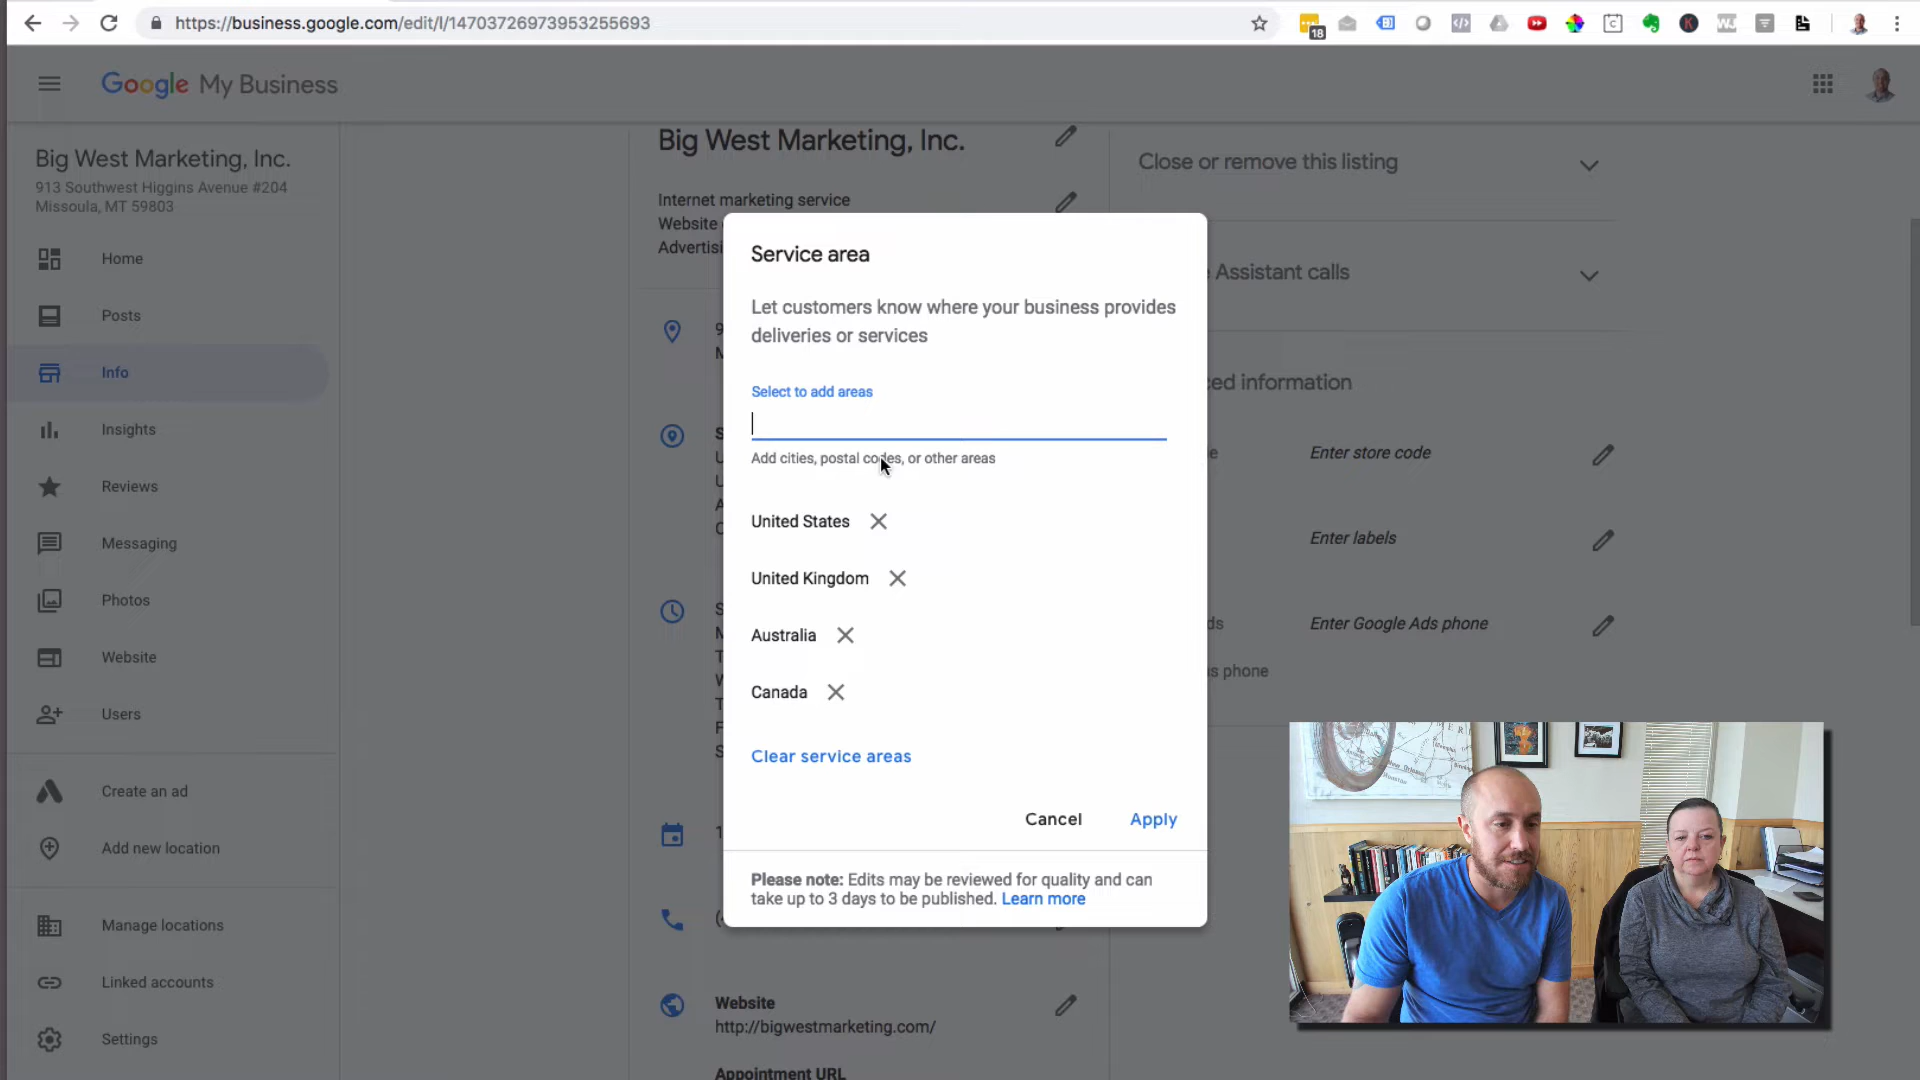 https://business.google.com/edit/l/14703726973953255693
18
Google My Business
Big West Marketing, Inc.
913 Southwest Higgins Avenue #204
Missoula, MT 59803
Home
Posts
Info
Insights
Reviews
Messaging
Photos
Website
Users
Create an ad
Add new location
Manage locations
Linked accounts
Settings
Big West Marketing, Inc.
Internet marketing service
Website
Advertisi
Website
http://bigwestmarketing.com/
Appointment URL
Service area
Let customers know where your business provides
deliveries or services
Select to add areas
Add cities, postal codes, or other areas
United States
United Kingdom
Australia
Canada
Clear service areas
Cancel Apply
Please note: Edits may be reviewed for quality and can
take up to 3 days to be published. Learn more
Close or remove this listing
Assistant calls
ced information
Enter store code
Enter labels
ds Enter Google Ads phone
s phone